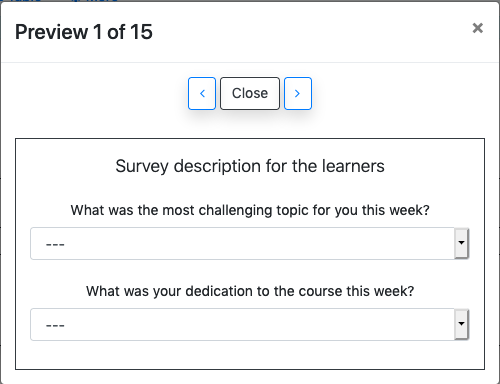 Preview 1 of 15
×
< Close >
Survey description for the learners
What was the most challenging topic for you this week?
---
What was your dedication to the course this week?
---